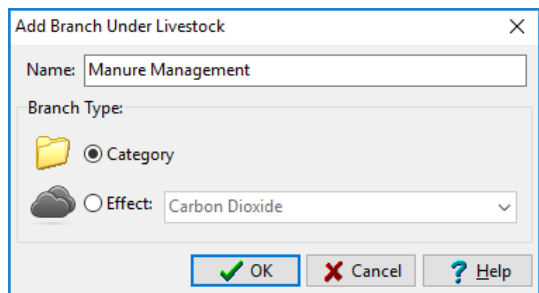 Add Branch Under Livestock
Name: Manure Management
Branch Type:
Category
Effect: Carbon Dioxide
OK Cancel Help